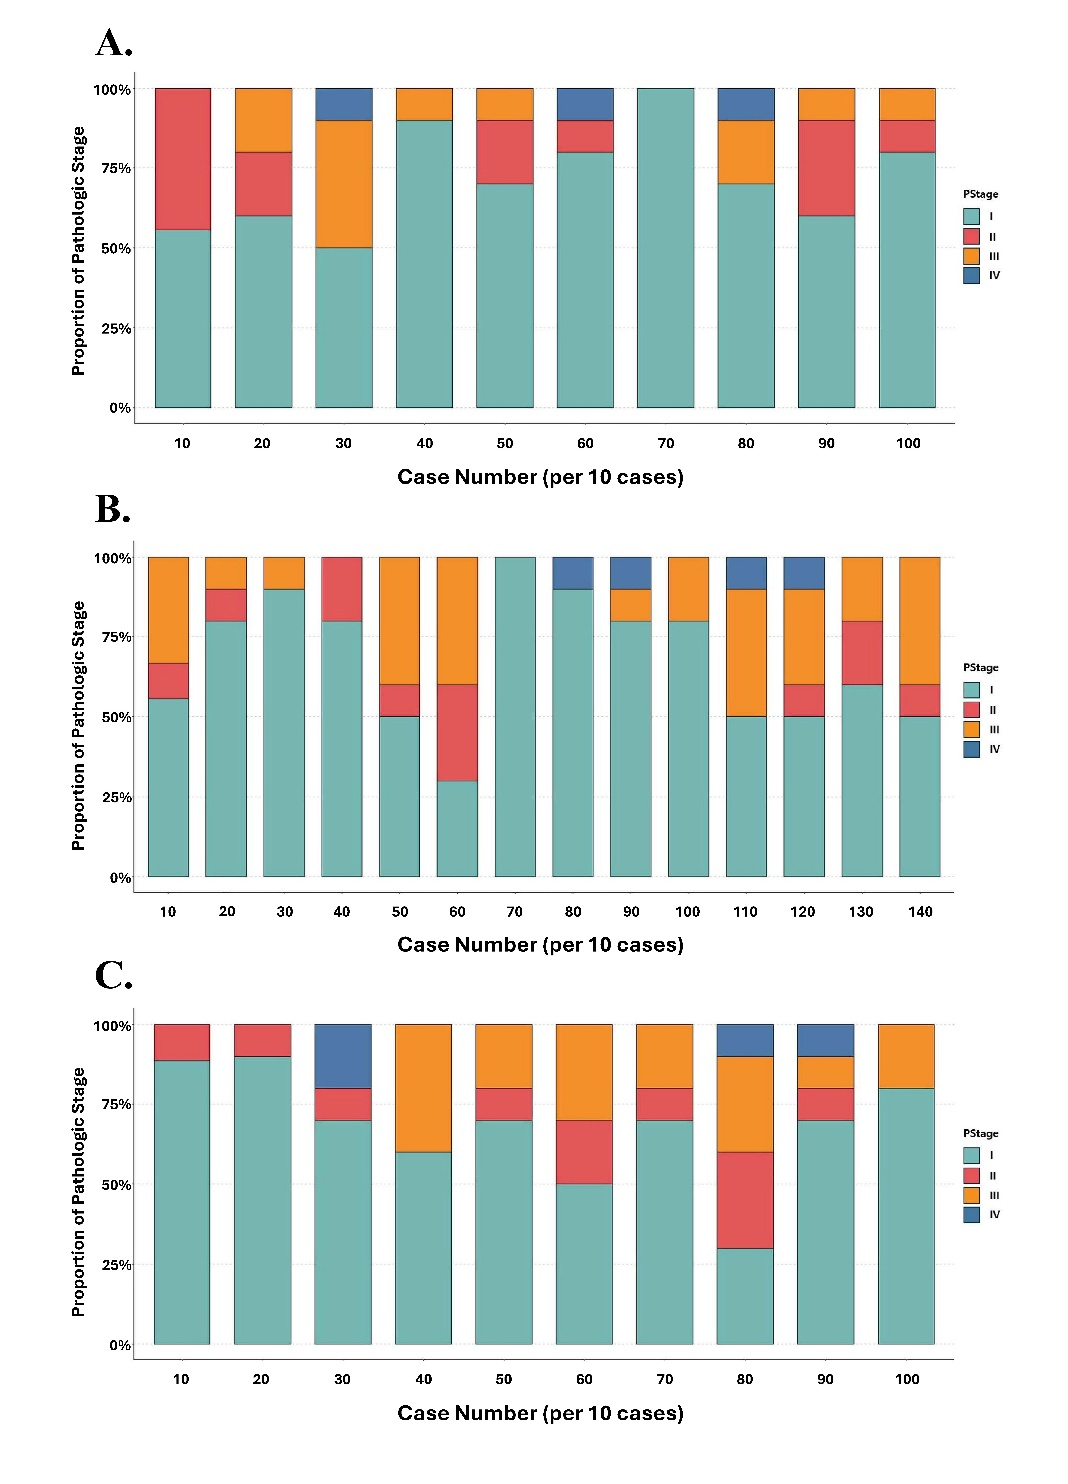 A.
Proportion of Pathologic Stage
100%
75%
50%
25%
0%
10 20 30 40 50 60 70 80 90 100
Case Number (per 10 cases)
PStage
I
II
III
IV
B.
Proportion of Pathologic Stage
100%
75%
50%
25%
0%
10 20 30 40 50 60 70 80 90 100 110 120 130 140
Case Number (per 10 cases)
PStage
I
II
III
IV
C.
Proportion of Pathologic Stage
100%
75%
50%
25%
0%
10 20 30 40 50 60 70 80 90 100
Case Number (per 10 cases)
PStage
I
II
III
IV